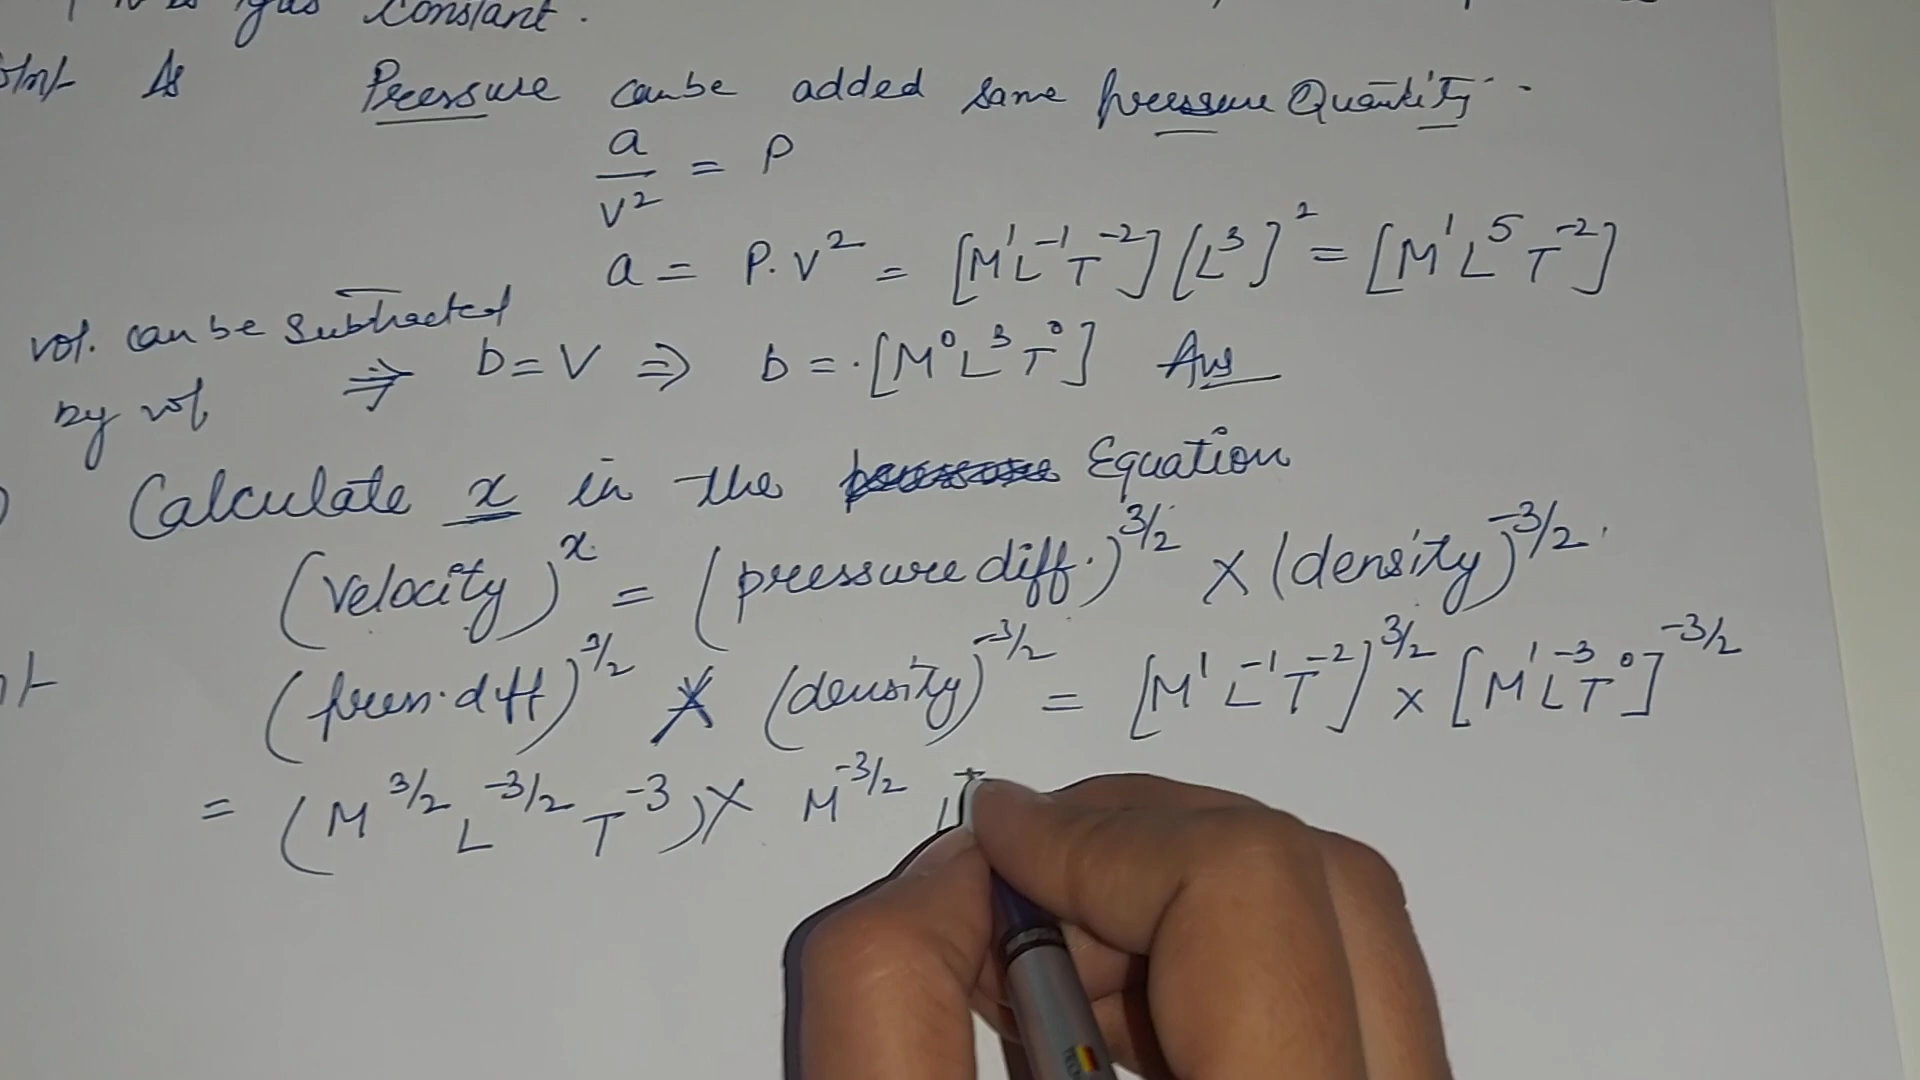 gas constant.
As Pressure can be added same pressure Quantity.
a/V² = P
a = P.V² = [M¹L⁻¹T⁻²][L³]² = [M¹L⁵T⁻²]
vol. can be Subtracted
by vol ⇒ b=V ⇒ b = .[M⁰L³T⁰] Ans
Calculate x in the Equation
(velocity)ˣ = (pressure diff.)^3/2 × (density)^-3/2.
(press. diff)^3/2 × (density)^-3/2 = [M¹L⁻¹T⁻²]^3/2 × [M¹L⁻³T⁰]^-3/2
= (M^3/2 L^-3/2 T^-3) × M^-3/2 L